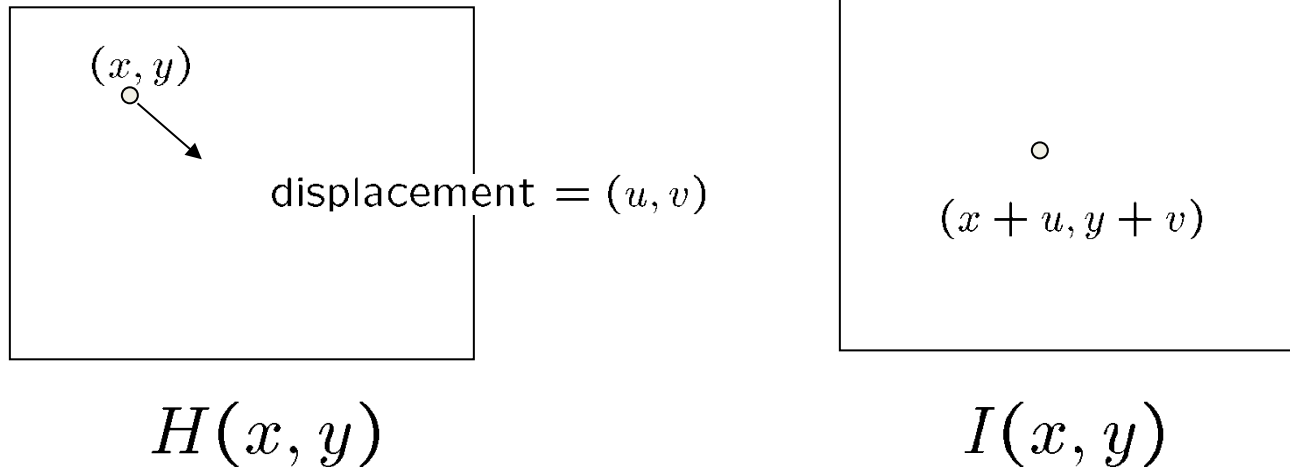 (x, y)
displacement = (u, v)
(x + u, y + v)
H(x, y)
I(x, y)